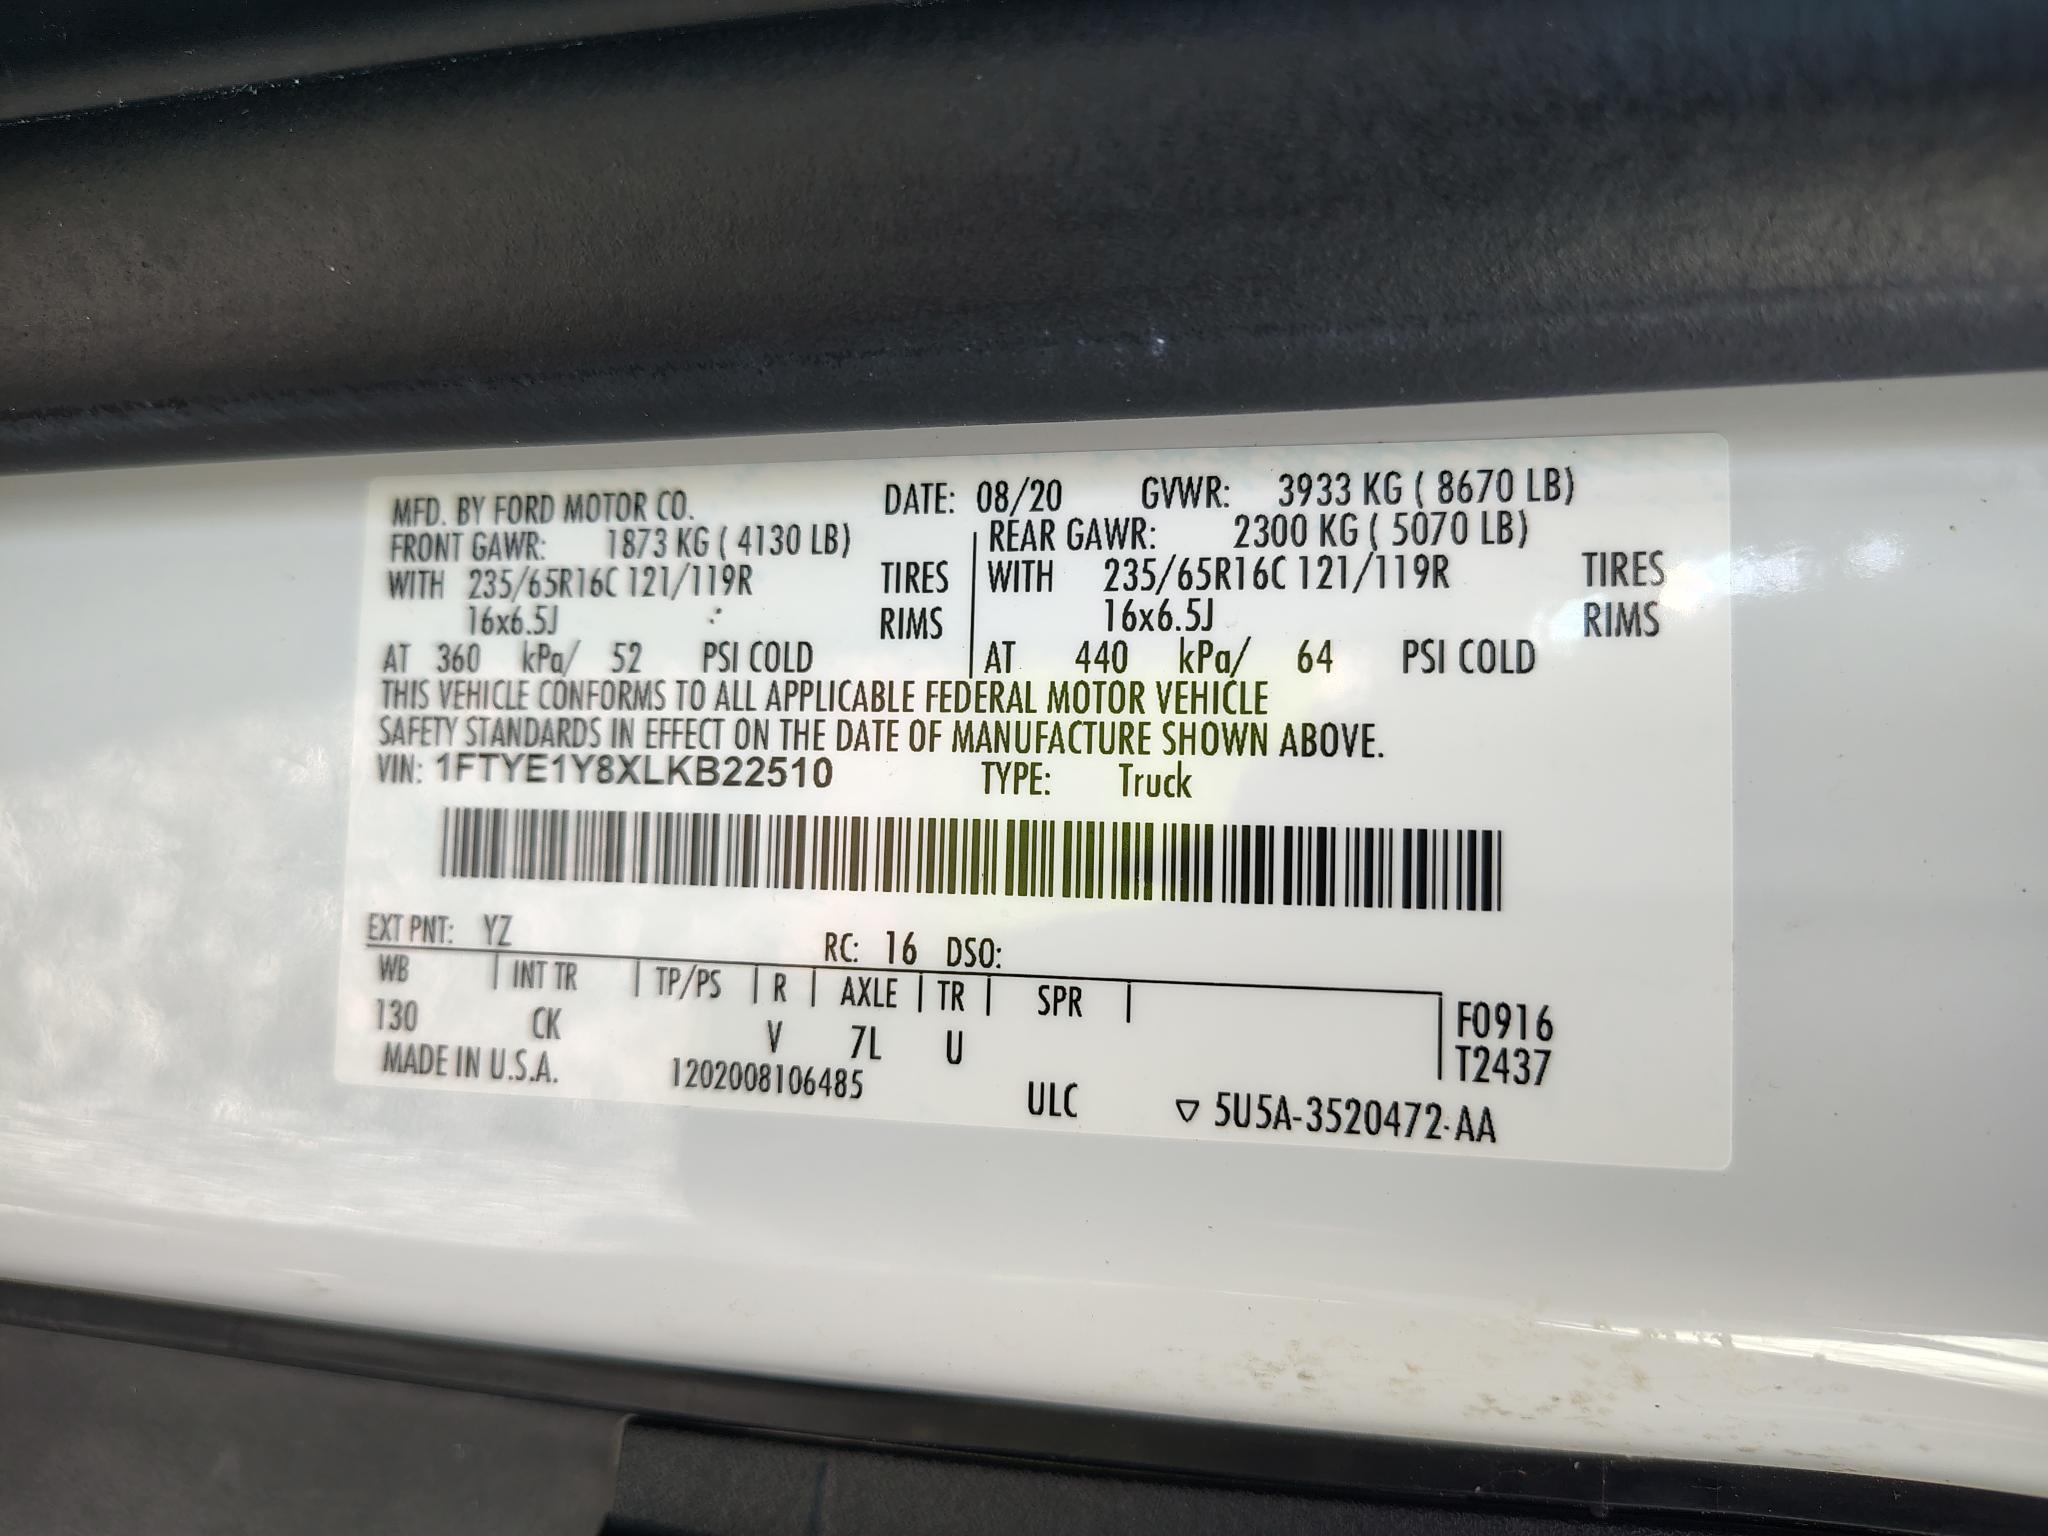 MFD. BY FORD MOTOR CO. DATE: 08/20 GVWR: 3933 KG ( 8670 LB)
FRONT GAWR: 1873 KG ( 4130 LB) REAR GAWR: 2300 KG ( 5070 LB)
WITH 235/65R16C 121/119R TIRES WITH 235/65R16C 121/119R TIRES
16x6.5J RIMS 16x6.5J RIMS
AT 360 kPa/ 52 PSI COLD AT 440 kPa/ 64 PSI COLD
THIS VEHICLE CONFORMS TO ALL APPLICABLE FEDERAL MOTOR VEHICLE
SAFETY STANDARDS IN EFFECT ON THE DATE OF MANUFACTURE SHOWN ABOVE.
VIN: 1FTYE1Y8XLKB22510 TYPE: Truck
EXT PNT: YZ RC: 16 DSO:
WB INT TR TP/PS R AXLE TR SPR F0916
130 CK V 7L U T2437
MADE IN U.S.A. 1202008106485 ULC ▽ 5U5A-3520472-AA